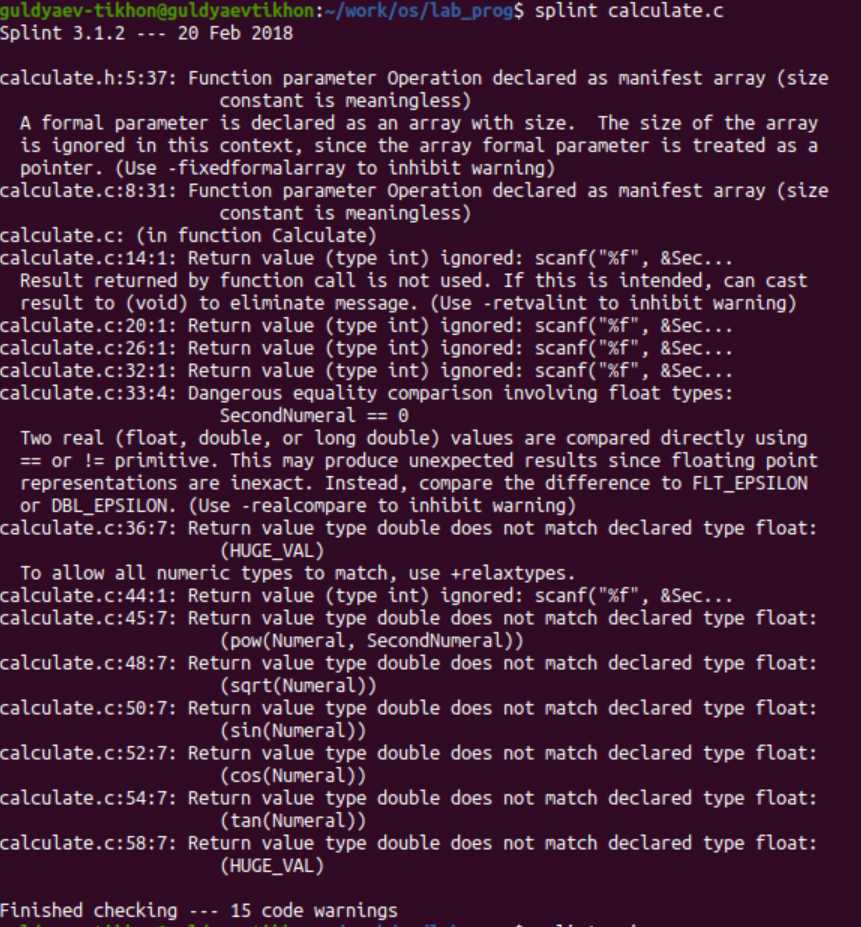 guldyaev-tikhon@guldyaevtikhon:~/work/os/lab_prog$ splint calculate.c
Splint 3.1.2 --- 20 Feb 2018

calculate.h:5:37: Function parameter Operation declared as manifest array (size
                     constant is meaningless)
  A formal parameter is declared as an array with size.  The size of the array
  is ignored in this context, since the array formal parameter is treated as a
  pointer. (Use -fixedformalarray to inhibit warning)
calculate.c:8:31: Function parameter Operation declared as manifest array (size
                     constant is meaningless)
calculate.c: (in function Calculate)
calculate.c:14:1: Return value (type int) ignored: scanf("%f", &Sec...
  Result returned by function call is not used. If this is intended, can cast
  result to (void) to eliminate message. (Use -retvalint to inhibit warning)
calculate.c:20:1: Return value (type int) ignored: scanf("%f", &Sec...
calculate.c:26:1: Return value (type int) ignored: scanf("%f", &Sec...
calculate.c:32:1: Return value (type int) ignored: scanf("%f", &Sec...
calculate.c:33:4: Dangerous equality comparison involving float types:
                     SecondNumeral == 0
  Two real (float, double, or long double) values are compared directly using
  == or != primitive. This may produce unexpected results since floating point
  representations are inexact. Instead, compare the difference to FLT_EPSILON
  or DBL_EPSILON. (Use -realcompare to inhibit warning)
calculate.c:36:7: Return value type double does not match declared type float:
                     (HUGE_VAL)
  To allow all numeric types to match, use +relaxtypes.
calculate.c:44:1: Return value (type int) ignored: scanf("%f", &Sec...
calculate.c:45:7: Return value type double does not match declared type float:
                     (pow(Numeral, SecondNumeral))
calculate.c:48:7: Return value type double does not match declared type float:
                     (sqrt(Numeral))
calculate.c:50:7: Return value type double does not match declared type float:
                     (sin(Numeral))
calculate.c:52:7: Return value type double does not match declared type float:
                     (cos(Numeral))
calculate.c:54:7: Return value type double does not match declared type float:
                     (tan(Numeral))
calculate.c:58:7: Return value type double does not match declared type float:
                     (HUGE_VAL)

Finished checking --- 15 code warnings